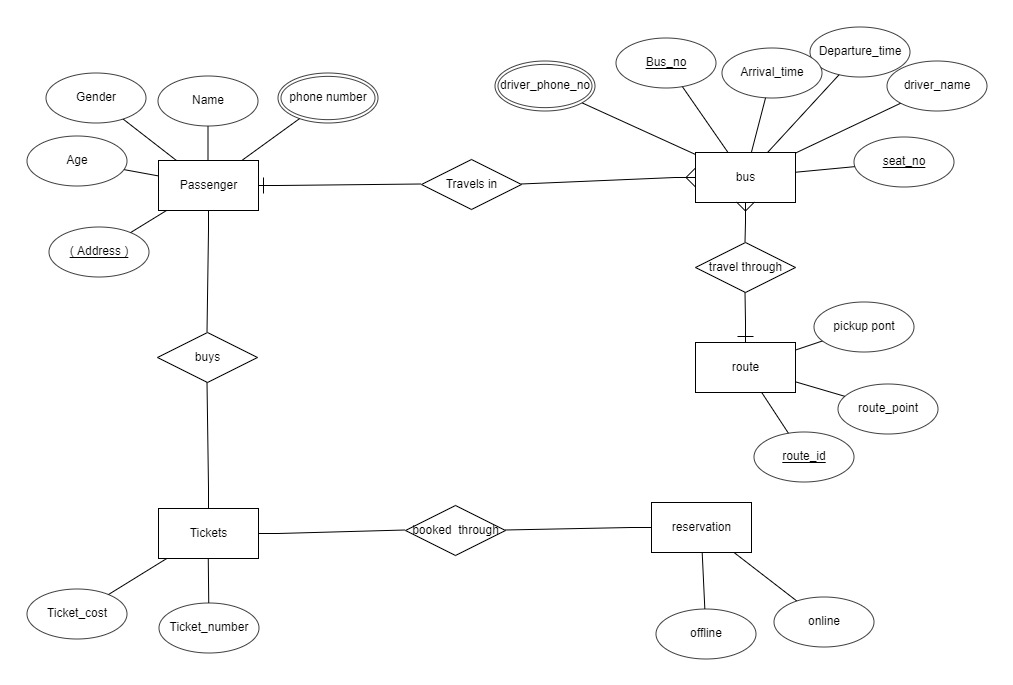 Departure_time
Bus_no
Arrival_time
driver_phone_no
driver_name
Gender
Name
phone number
Age
seat_no
Passenger
Travels in
bus
( Address )
travel through
pickup pont
buys
route
route_point
route_id
Tickets
booked  through
reservation
Ticket_cost
Ticket_number
offline
online